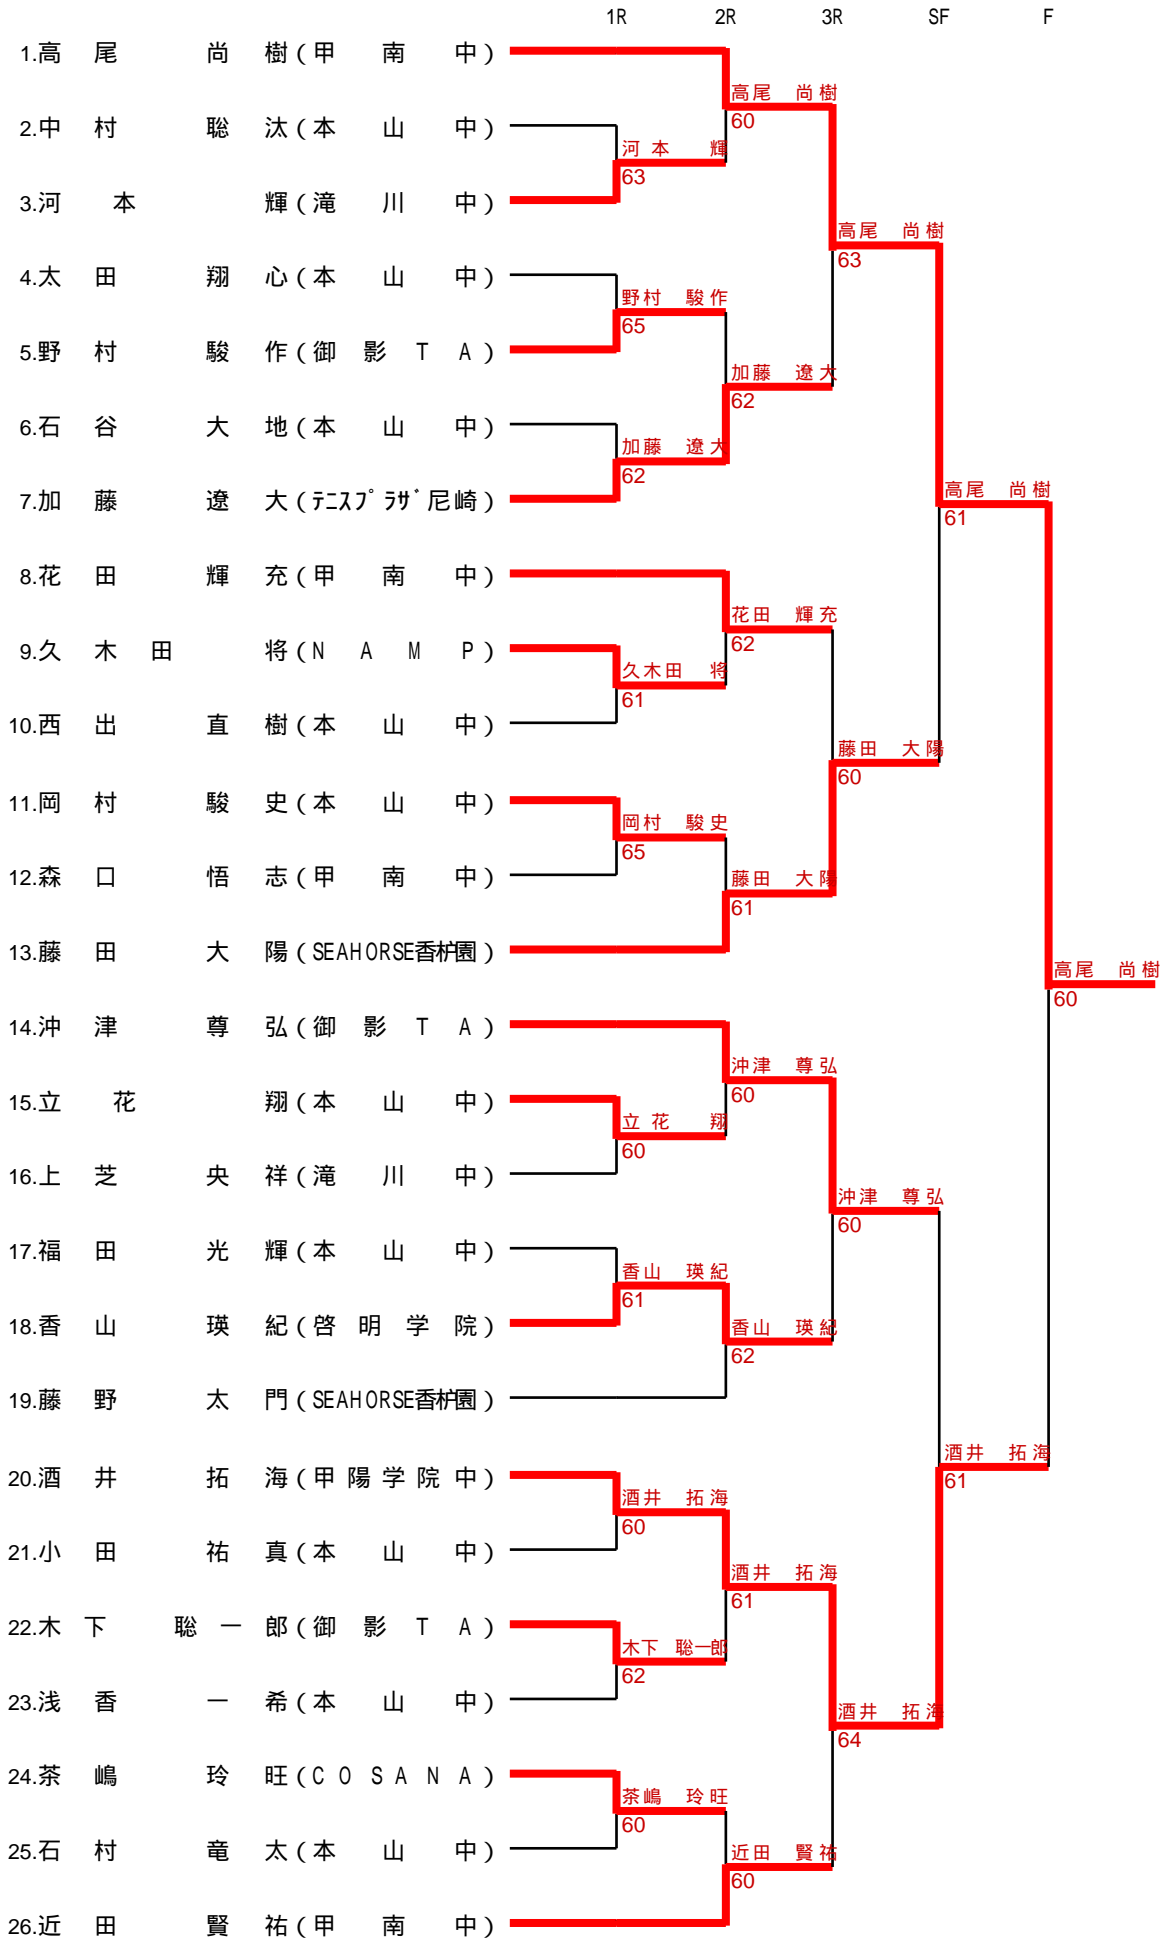 1R 2R 3R SF F
1.高尾 尚樹(甲南中)
高尾 尚樹
60
2.中村 聡汰(本山中)
河本 輝
63
3.河本 輝(滝川中)
高尾 尚樹
63
4.太田 翔心(本山中)
野村 駿作
65
5.野村 駿作(御影TA)
加藤 遼大
62
6.石谷 大地(本山中)
加藤 遼大
62
7.加藤 遼大(テニスプラザ尼崎)
高尾 尚樹
61
8.花田 輝充(甲南中)
花田 輝充
62
9.久木田 将(NAMP)
久木田 将
61
10.西出 直樹(本山中)
藤田 大陽
60
11.岡村 駿史(本山中)
岡村 駿史
65
12.森口 悟志(甲南中)
藤田 大陽
61
13.藤田 大陽(SEAHORSE香枦園)
高尾 尚樹
60
14.沖津 尊弘(御影TA)
沖津 尊弘
60
15.立花 翔(本山中)
立花 翔
60
16.上芝 央祥(滝川中)
沖津 尊弘
60
17.福田 光輝(本山中)
香山 瑛紀
61
18.香山 瑛紀(啓明学院)
香山 瑛紀
62
19.藤野 太門(SEAHORSE香枦園)
酒井 拓海
61
20.酒井 拓海(甲陽学院中)
酒井 拓海
60
21.小田 祐真(本山中)
酒井 拓海
61
22.木下 聡一郎(御影TA)
木下 聡一郎
62
23.浅香 一希(本山中)
酒井 拓海
64
24.茶嶋 玲旺(COSANA)
茶嶋 玲旺
60
25.石村 竜太(本山中)
近田 賢祐
60
26.近田 賢祐(甲南中)